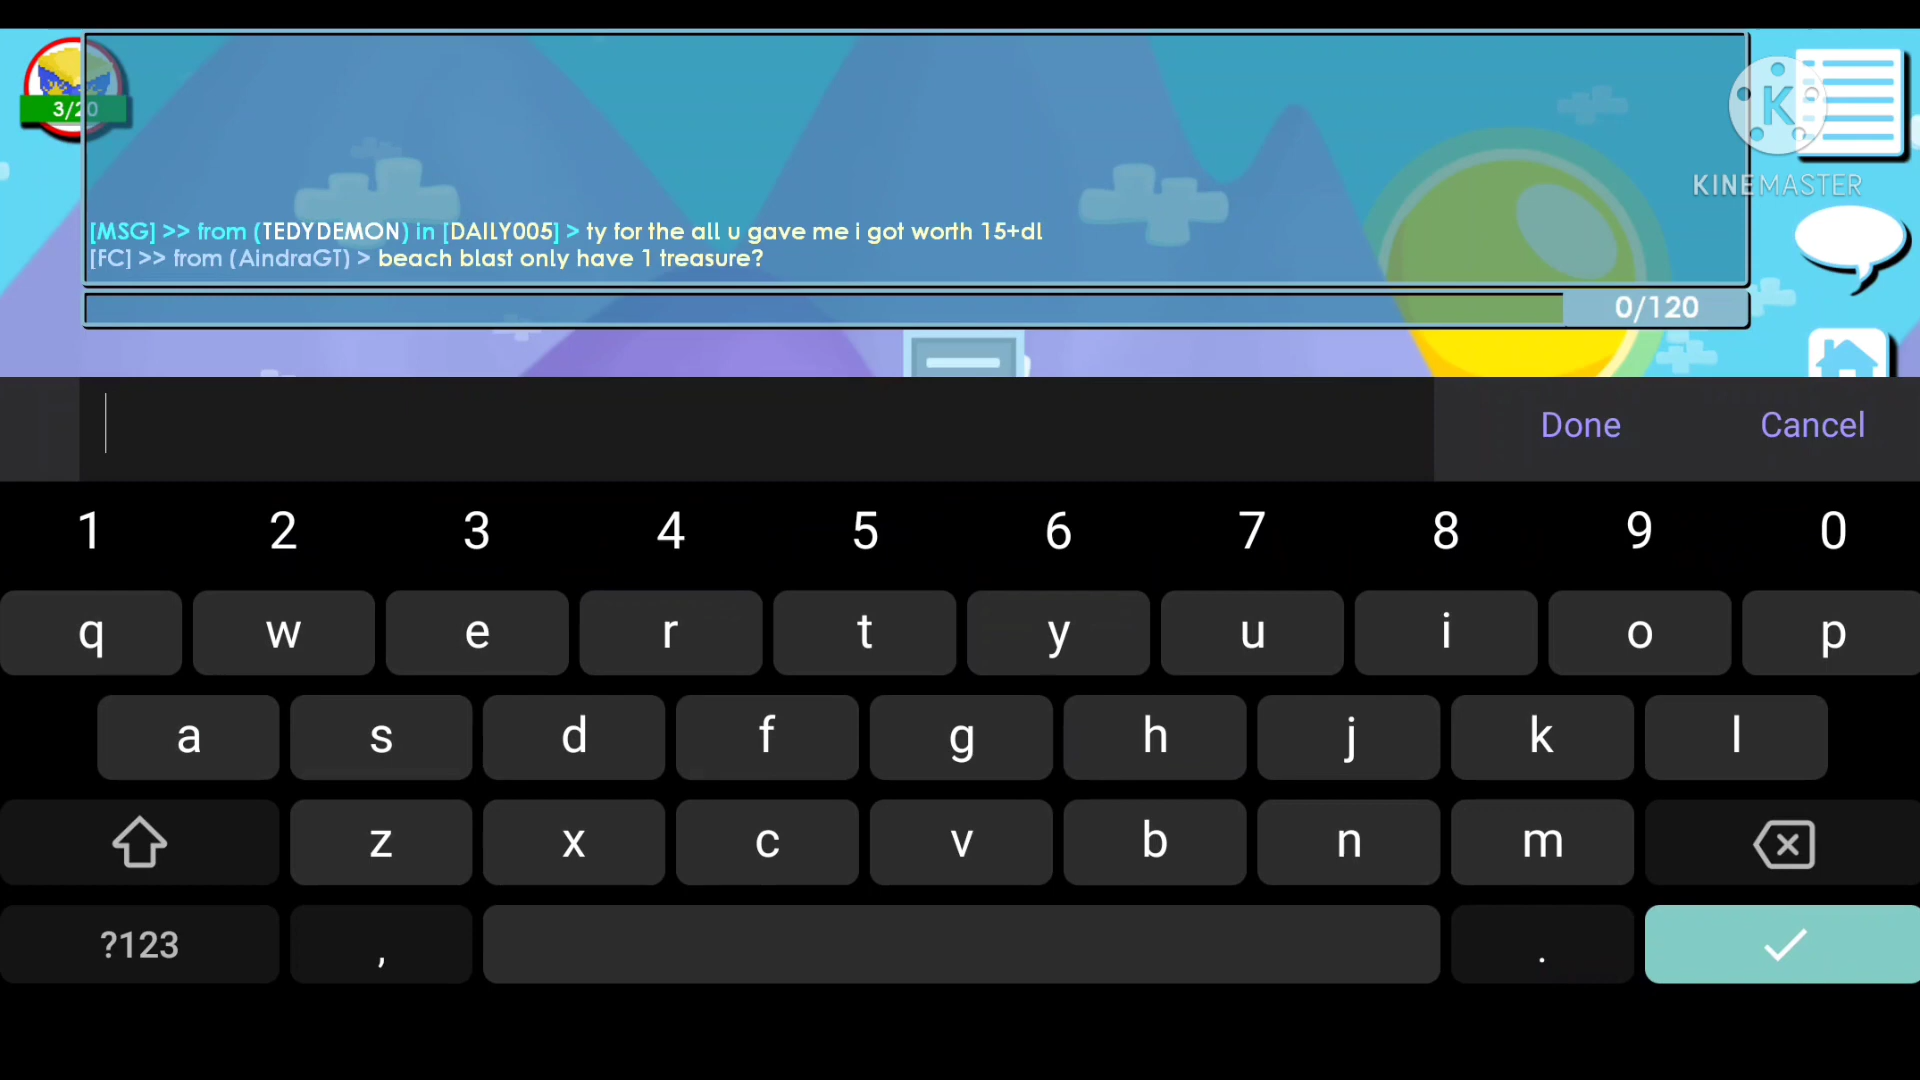 3/20
[MSG] >> from (TEDYDEMON) in [DAILY005] > ty for the all u gave me i got worth 15+dl
[FC] >> from (AindraGT) > beach blast only have 1 treasure?
0/120
K
KINEMASTER
Done Cancel
1 2 3 4 5 6 7 8 9 0
q w e r t y u i o p
a s d f g h j k l
z x c v b n m
?123 , .